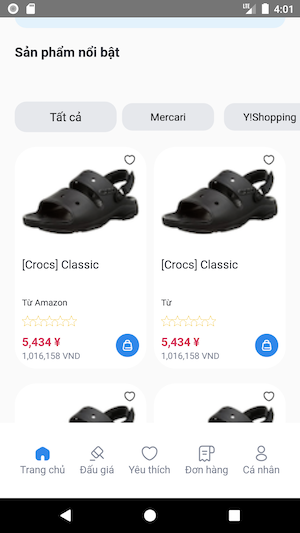 LTE 4:01
Sản phẩm nổi bật
Tất cả Mercari Y!Shopping
[Crocs] Classic [Crocs] Classic
Từ Amazon Từ
5,434 ¥ 5,434 ¥
1,016,158 VND 1,016,158 VND
Trang chủ Đấu giá Yêu thích Đơn hàng Cá nhân